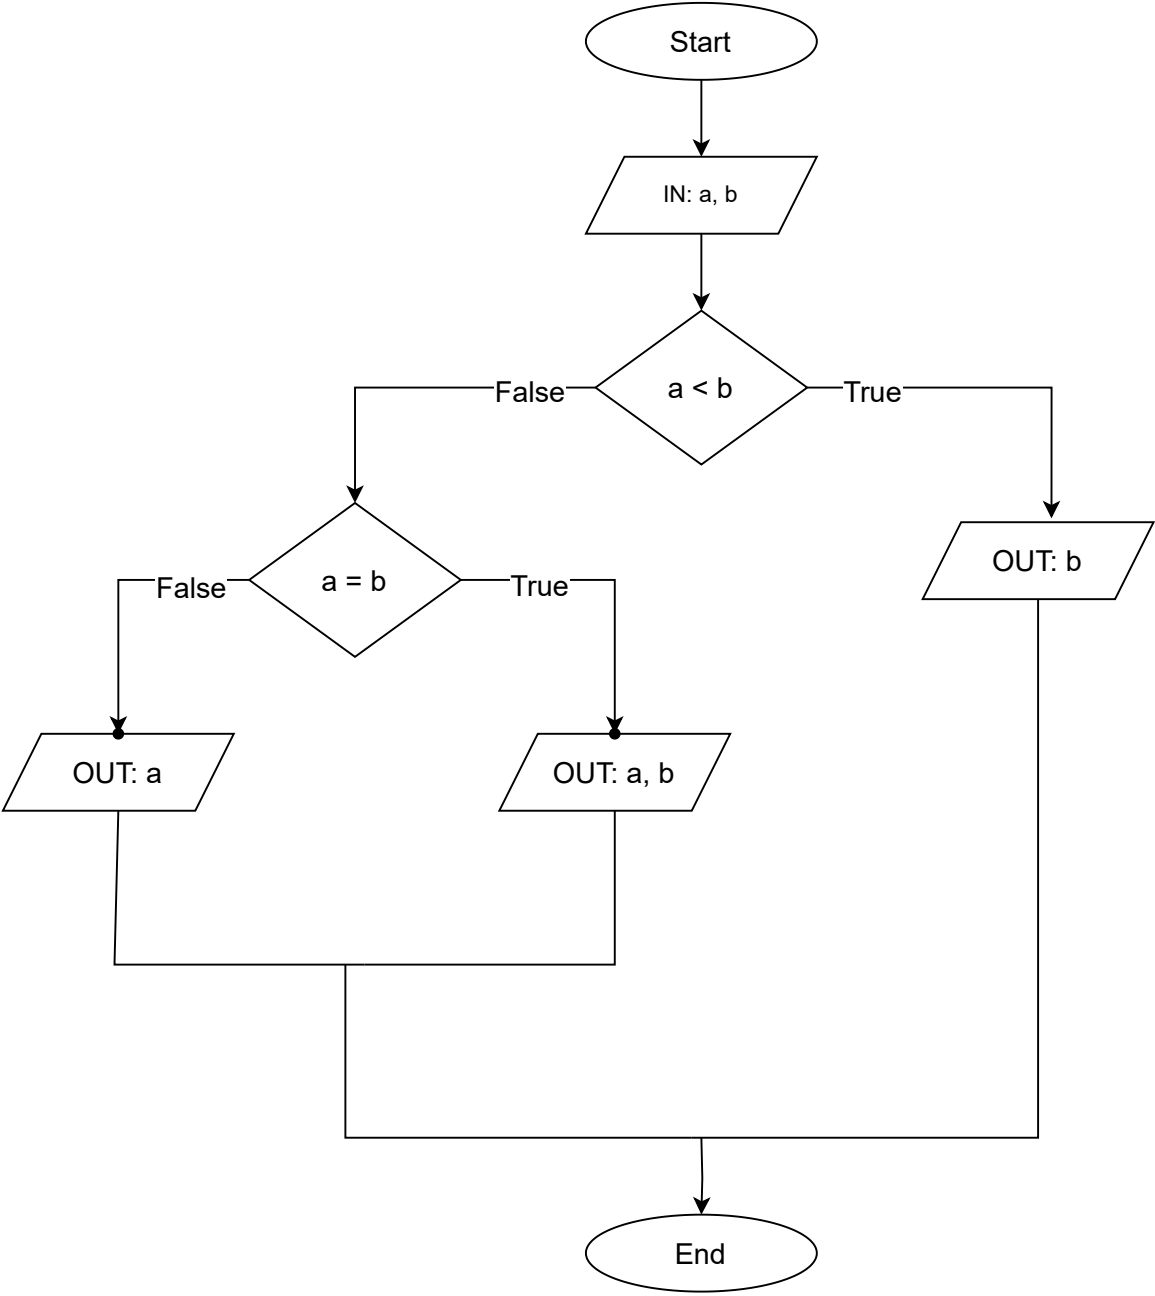 Start
IN: a, b
a < b
False
True
a = b
False
True
OUT: b
OUT: a
OUT: a, b
End